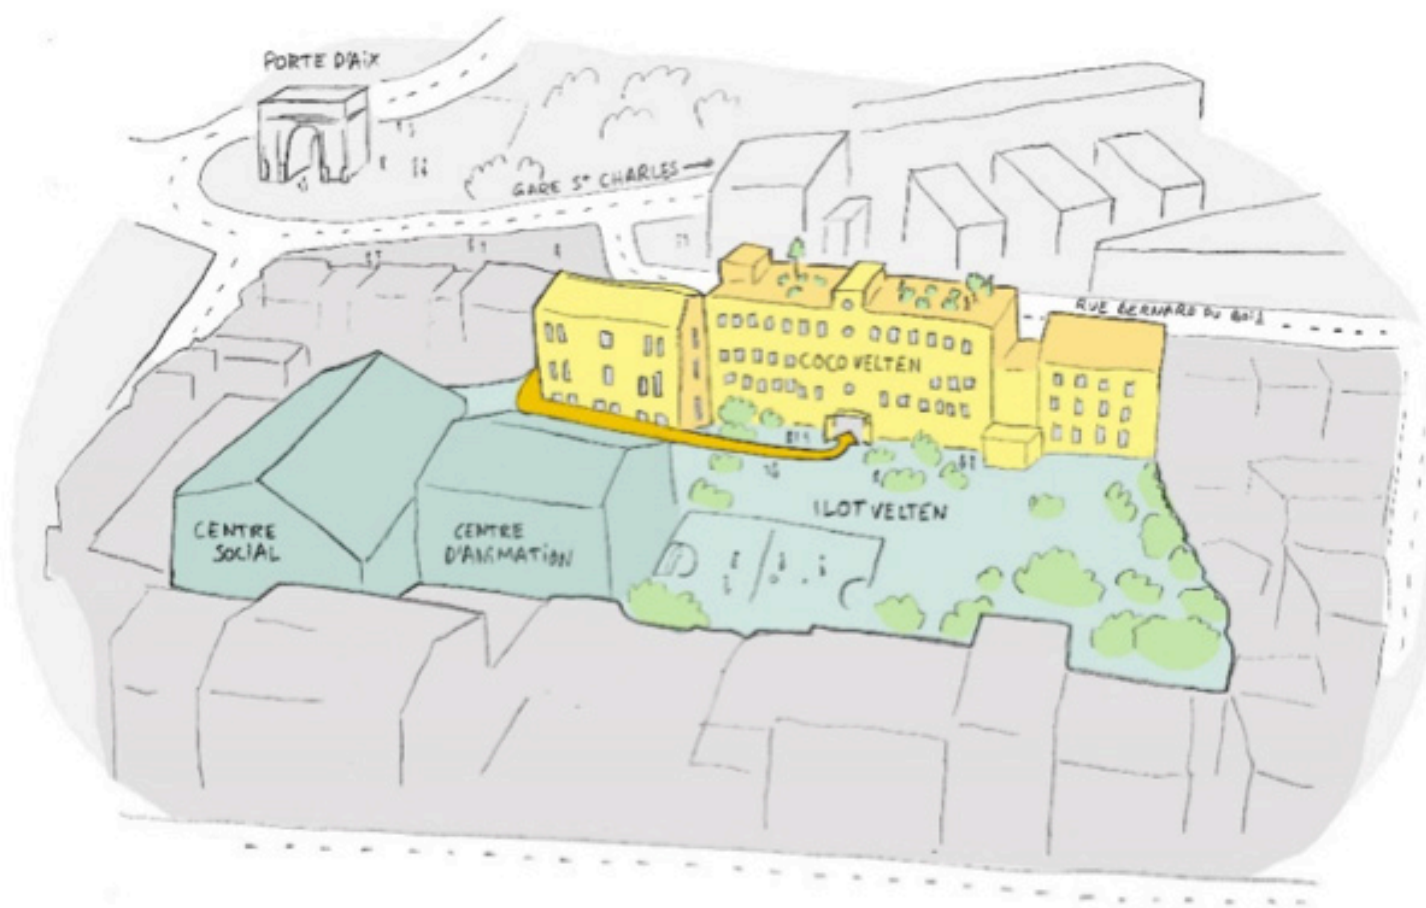 PORTE D'AIX
GARE St CHARLES →
RUE BERNARD DU BOIS
COCO VELTEN
ILOT VELTEN
CENTRE
SOCIAL
CENTRE
D'ANIMATION